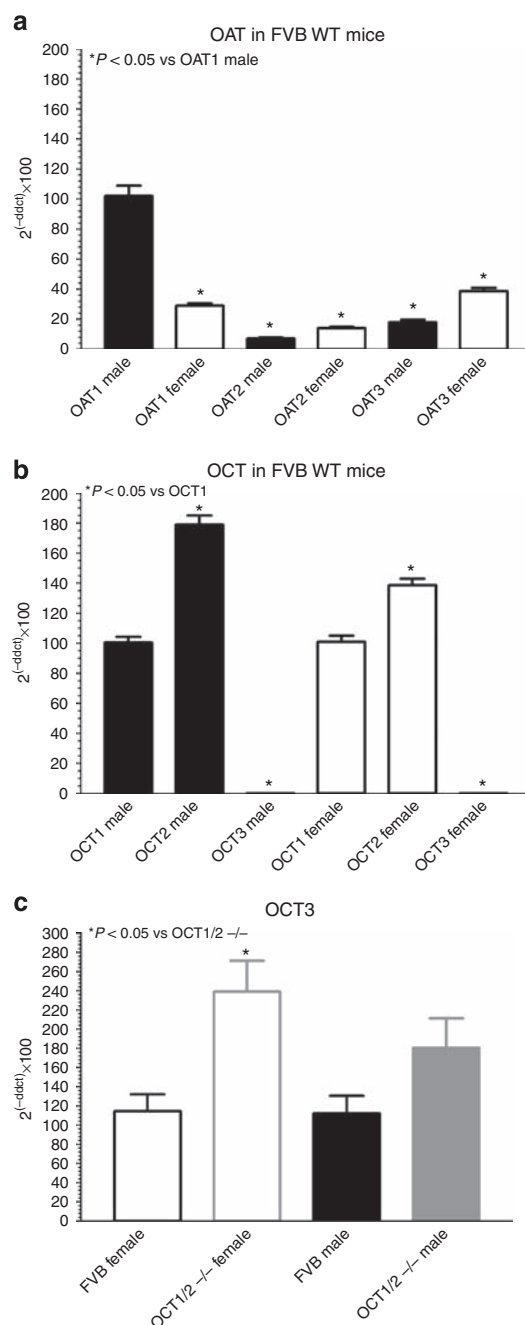 a
OAT in FVB WT mice
*P < 0.05 vs OAT1 male
2(–ddct)×100
200
180
160
140
120
100
80
60
40
20
0
*
*
*
*
*
OAT1 male
OAT1 female
OAT2 male
OAT2 female
OAT3 male
OAT3 female
b
OCT in FVB WT mice
*P < 0.05 vs OCT1
2(–ddct)×100
200
180
160
140
120
100
80
60
40
20
0
*
*
*
*
OCT1 male
OCT2 male
OCT3 male
OCT1 female
OCT2 female
OCT3 female
c
OCT3
*P < 0.05 vs OCT1/2 –/–
2(–ddct)×100
300
280
260
240
220
200
180
160
140
120
100
80
60
40
20
0
*
FVB female
OCT1/2 –/– female
FVB male
OCT1/2 –/– male